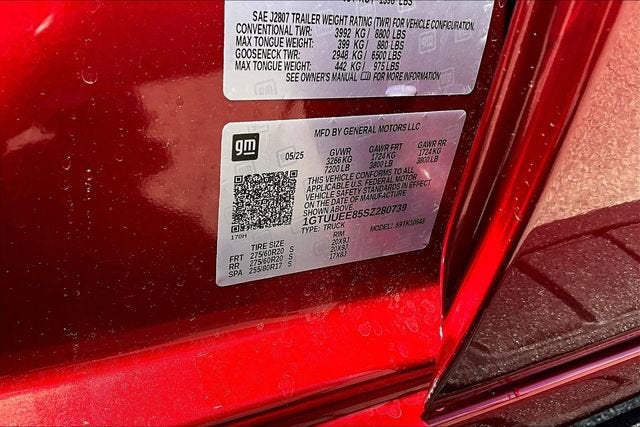 SAE J2807 TRAILER WEIGHT RATING (TWR) FOR VEHICLE CONFIGURATION.
CONVENTIONAL TWR: 3992 KG / 8800 LBS
MAX TONGUE WEIGHT: 399 KG / 880 LBS
GOOSENECK TWR: 2948 KG / 6500 LBS
MAX TONGUE WEIGHT: 442 KG / 975 LBS
SEE OWNER'S MANUAL FOR MORE INFORMATION
gm
MFD BY GENERAL MOTORS LLC
05/25 GVWR GAWR FRT GAWR RR
3266 KG 1724 KG 1724 KG
7200 LB 3800 LB 3800 LB
THIS VEHICLE CONFORMS TO ALL
APPLICABLE U.S. FEDERAL MOTOR
VEHICLE SAFETY STANDARDS IN EFFECT
ON THE DATE OF MANUFACTURE
SHOWN ABOVE
1GTUUEE85SZ280739
TYPE: TRUCK MODEL: S9TK10543
170H
TIRE SIZE RIM
FRT 275/60R20 S 20X9J
RR 275/60R20 S 20X9J
SPA 255/80R17 S 17X8J